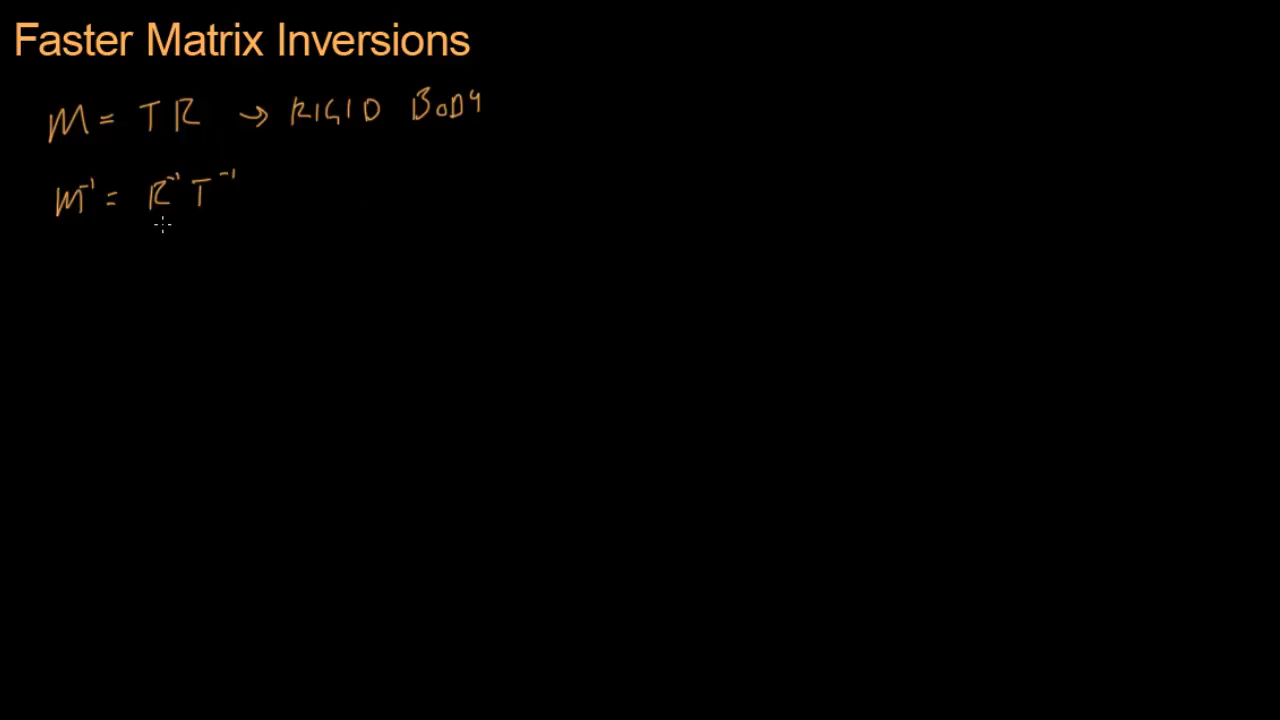 Faster Matrix Inversions
M = T R → RIGID BODY
M⁻¹ = R⁻¹ T⁻¹